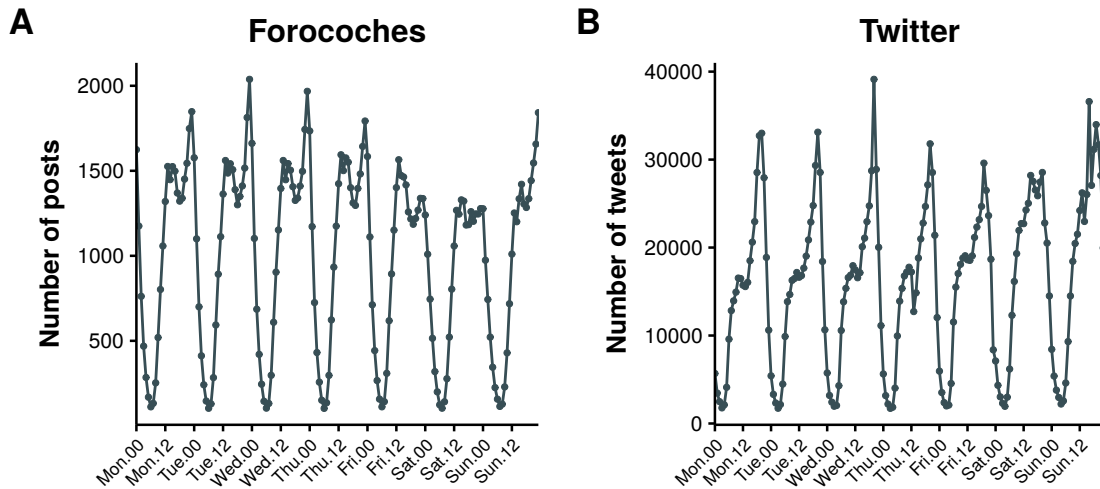 A
Forocoches
Number of posts
2000
1500
1000
500
Mon.00
Mon.12
Tue.00
Tue.12
Wed.00
Wed.12
Thu.00
Thu.12
Fri.00
Fri.12
Sat.00
Sat.12
Sun.00
Sun.12
B
Twitter
Number of tweets
40000
30000
20000
10000
0
Mon.00
Mon.12
Tue.00
Tue.12
Wed.00
Wed.12
Thu.00
Thu.12
Fri.00
Fri.12
Sat.00
Sat.12
Sun.00
Sun.12